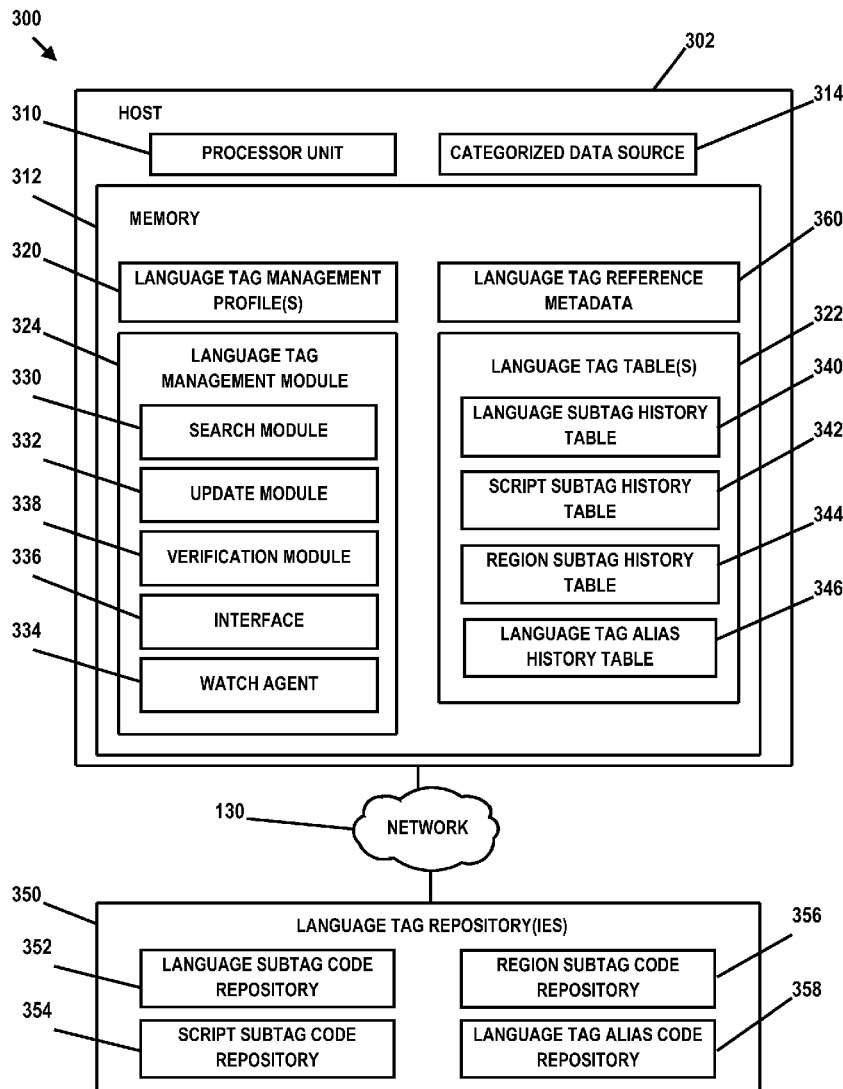 300
302
HOST
310
314
PROCESSOR UNIT
CATEGORIZED DATA SOURCE
312
MEMORY
320
360
LANGUAGE TAG MANAGEMENT
PROFILE(S)
LANGUAGE TAG REFERENCE
METADATA
324
322
LANGUAGE TAG
MANAGEMENT MODULE
LANGUAGE TAG TABLE(S)
330
340
SEARCH MODULE
LANGUAGE SUBTAG HISTORY
TABLE
332
342
UPDATE MODULE
SCRIPT SUBTAG HISTORY
TABLE
338
344
VERIFICATION MODULE
REGION SUBTAG HISTORY
TABLE
336
346
INTERFACE
LANGUAGE TAG ALIAS
HISTORY TABLE
334
WATCH AGENT
130
NETWORK
350
LANGUAGE TAG REPOSITORY(IES)
352
356
LANGUAGE SUBTAG CODE
REPOSITORY
REGION SUBTAG CODE
REPOSITORY
354
358
SCRIPT SUBTAG CODE
REPOSITORY
LANGUAGE TAG ALIAS CODE
REPOSITORY